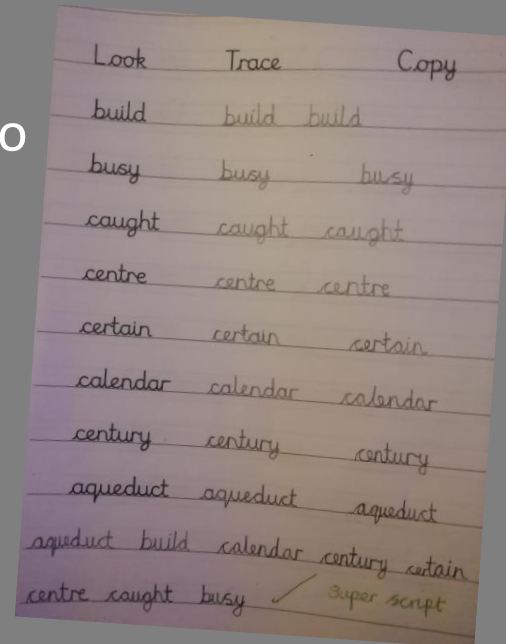 Look Trace Copy
build build build
o
busy busy busy
caught caught caught
centre centre centre
certain certain certain
calendar calendar calendar
century century century
aqueduct aqueduct aqueduct
aqueduct build calendar century certain
centre caught busy ✓ super script